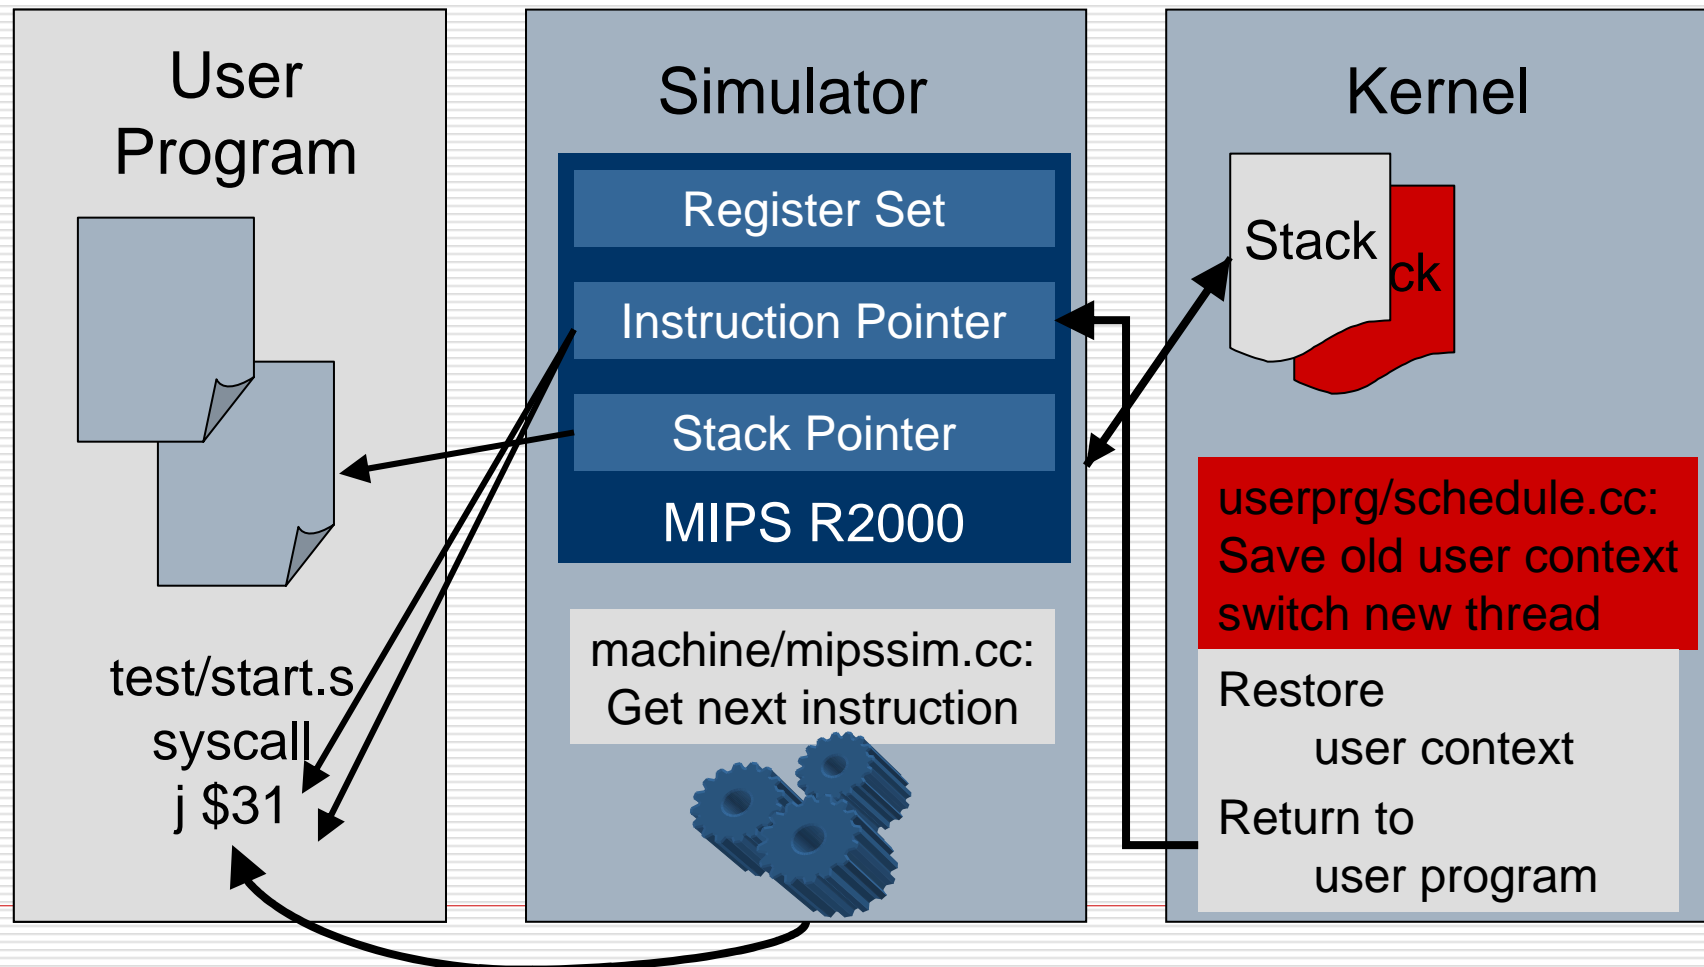 User
Program
test/start.s
syscall
j $31
Simulator
Register Set
Instruction Pointer
Stack Pointer
MIPS R2000
machine/mipssim.cc:
Get next instruction
Kernel
Stack
ck
userprg/schedule.cc:
Save old user context
switch new thread
Restore
user context
Return to
user program